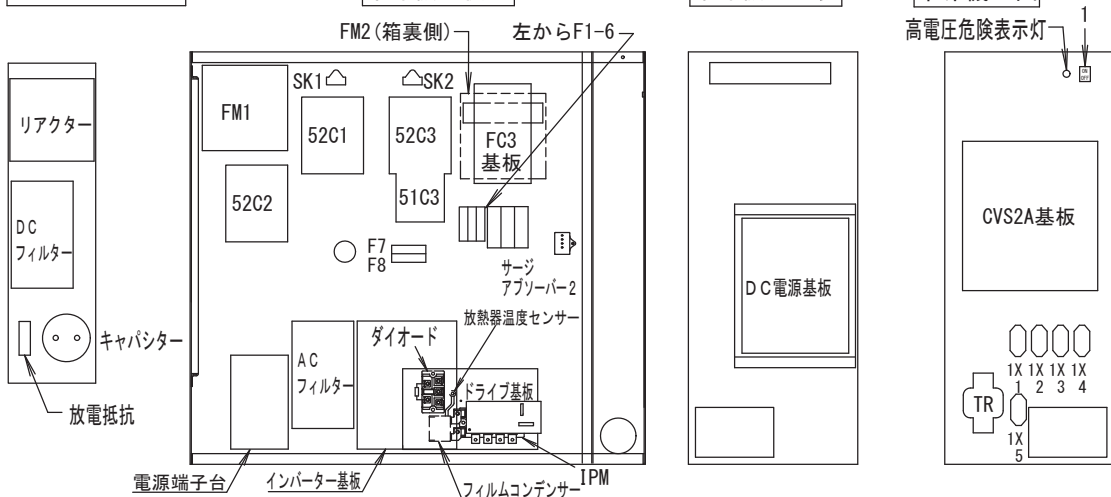 FM2(箱裏側)
左からF1-6
高電圧危険表示灯
1
ON
OFF
リアクター
FM1
SK1
SK2
52C1
52C3
FC3
基板
51C3
52C2
DC
フィルター
F7
F8
サージ
アブソーバー2
CVS2A基板
DC電源基板
キャパシター
放電抵抗
放熱器温度センサー
ダイオード
AC
フィルター
ドライブ基板
1X
1
1X
2
1X
3
1X
4
TR
1X
5
電源端子台
インバーター基板
フィルムコンデンサー
IPM